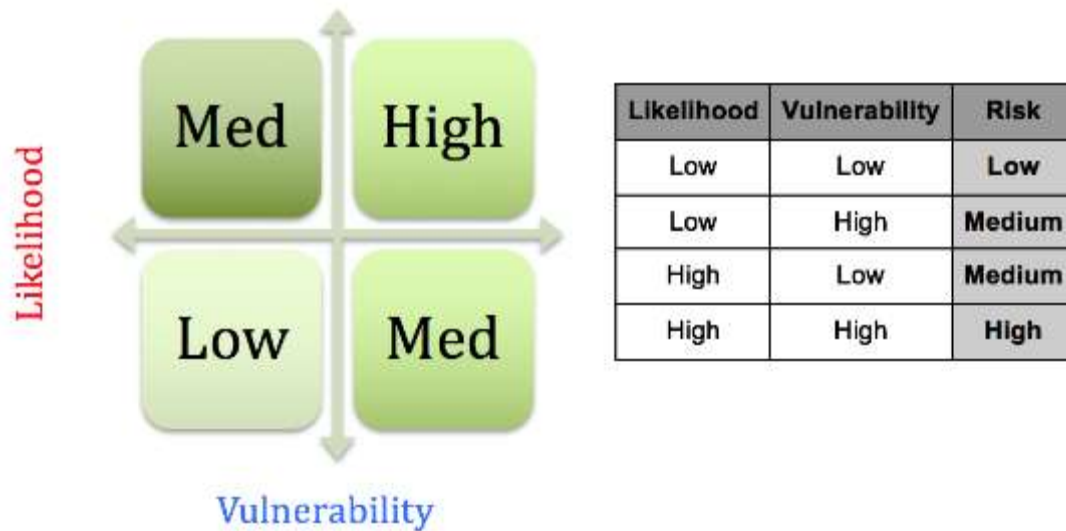 Likelihood
Med
High
Low
Med
Vulnerability
Likelihood Vulnerability Risk
Low Low Low
Low High Medium
High Low Medium
High High High